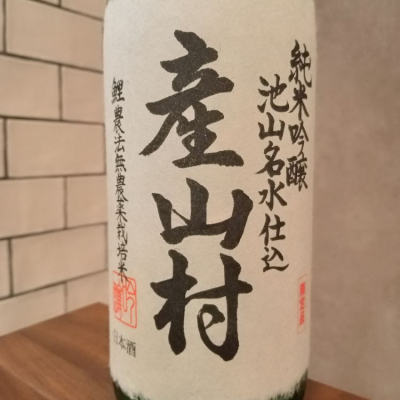 純米吟醸
池山名水仕込
産山村
鯉農法無農薬栽培米
日本酒